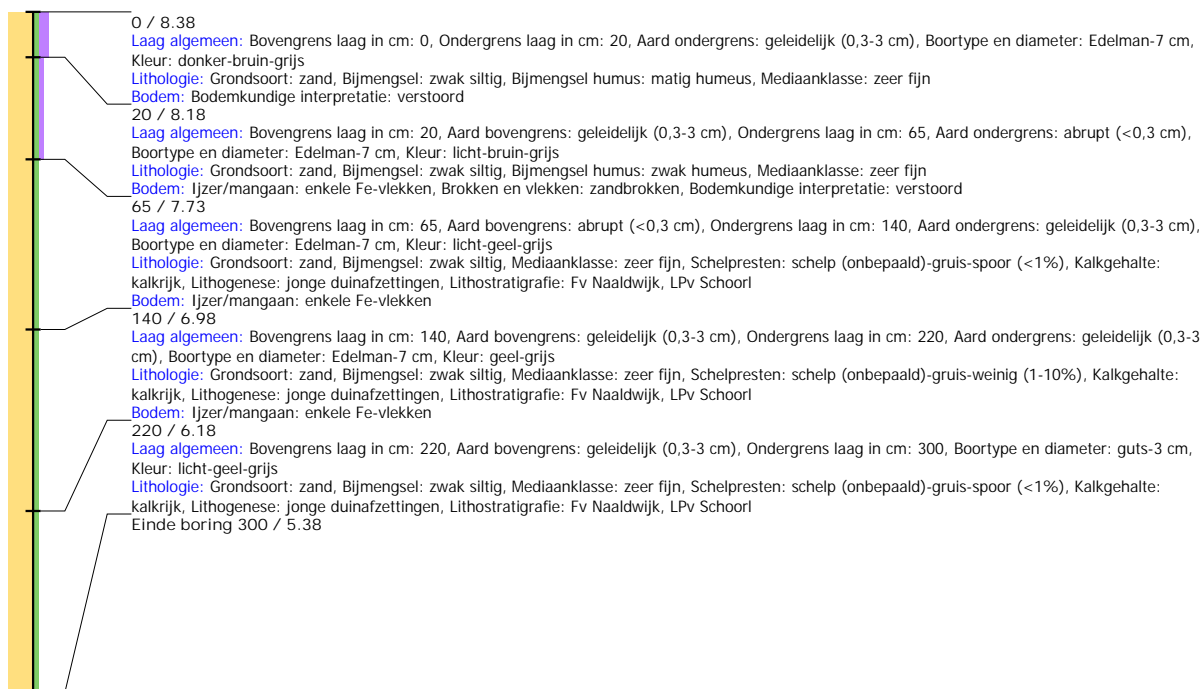 0 / 8.38
Laag algemeen: Bovengrens laag in cm: 0, Ondergrens laag in cm: 20, Aard ondergrens: geleidelijk (0,3-3 cm), Boortype en diameter: Edelman-7 cm,
Kleur: donker-bruin-grijs
Lithologie: Grondsoort: zand, Bijmengsel: zwak siltig, Bijmengsel humus: matig humeus, Mediaanklasse: zeer fijn
Bodem: Bodemkundige interpretatie: verstoord
20 / 8.18
Laag algemeen: Bovengrens laag in cm: 20, Aard bovengrens: geleidelijk (0,3-3 cm), Ondergrens laag in cm: 65, Aard ondergrens: abrupt (<0,3 cm),
Boortype en diameter: Edelman-7 cm, Kleur: licht-bruin-grijs
Lithologie: Grondsoort: zand, Bijmengsel: zwak siltig, Bijmengsel humus: zwak humeus, Mediaanklasse: zeer fijn
Bodem: Ijzer/mangaan: enkele Fe-vlekken, Brokken en vlekken: zandbrokken, Bodemkundige interpretatie: verstoord
65 / 7.73
Laag algemeen: Bovengrens laag in cm: 65, Aard bovengrens: abrupt (<0,3 cm), Ondergrens laag in cm: 140, Aard ondergrens: geleidelijk (0,3-3 cm),
Boortype en diameter: Edelman-7 cm, Kleur: licht-geel-grijs
Lithologie: Grondsoort: zand, Bijmengsel: zwak siltig, Mediaanklasse: zeer fijn, Schelpresten: schelp (onbepaald)-gruis-spoor (<1%), Kalkgehalte:
kalkrijk, Lithogenese: jonge duinafzettingen, Lithostratigrafie: Fv Naaldwijk, LPv Schoorl
Bodem: Ijzer/mangaan: enkele Fe-vlekken
140 / 6.98
Laag algemeen: Bovengrens laag in cm: 140, Aard bovengrens: geleidelijk (0,3-3 cm), Ondergrens laag in cm: 220, Aard ondergrens: geleidelijk (0,3-3
cm), Boortype en diameter: Edelman-7 cm, Kleur: geel-grijs
Lithologie: Grondsoort: zand, Bijmengsel: zwak siltig, Mediaanklasse: zeer fijn, Schelpresten: schelp (onbepaald)-gruis-weinig (1-10%), Kalkgehalte:
kalkrijk, Lithogenese: jonge duinafzettingen, Lithostratigrafie: Fv Naaldwijk, LPv Schoorl
Bodem: Ijzer/mangaan: enkele Fe-vlekken
220 / 6.18
Laag algemeen: Bovengrens laag in cm: 220, Aard bovengrens: geleidelijk (0,3-3 cm), Ondergrens laag in cm: 300, Boortype en diameter: guts-3 cm,
Kleur: licht-geel-grijs
Lithologie: Grondsoort: zand, Bijmengsel: zwak siltig, Mediaanklasse: zeer fijn, Schelpresten: schelp (onbepaald)-gruis-spoor (<1%), Kalkgehalte:
kalkrijk, Lithogenese: jonge duinafzettingen, Lithostratigrafie: Fv Naaldwijk, LPv Schoorl
Einde boring 300 / 5.38